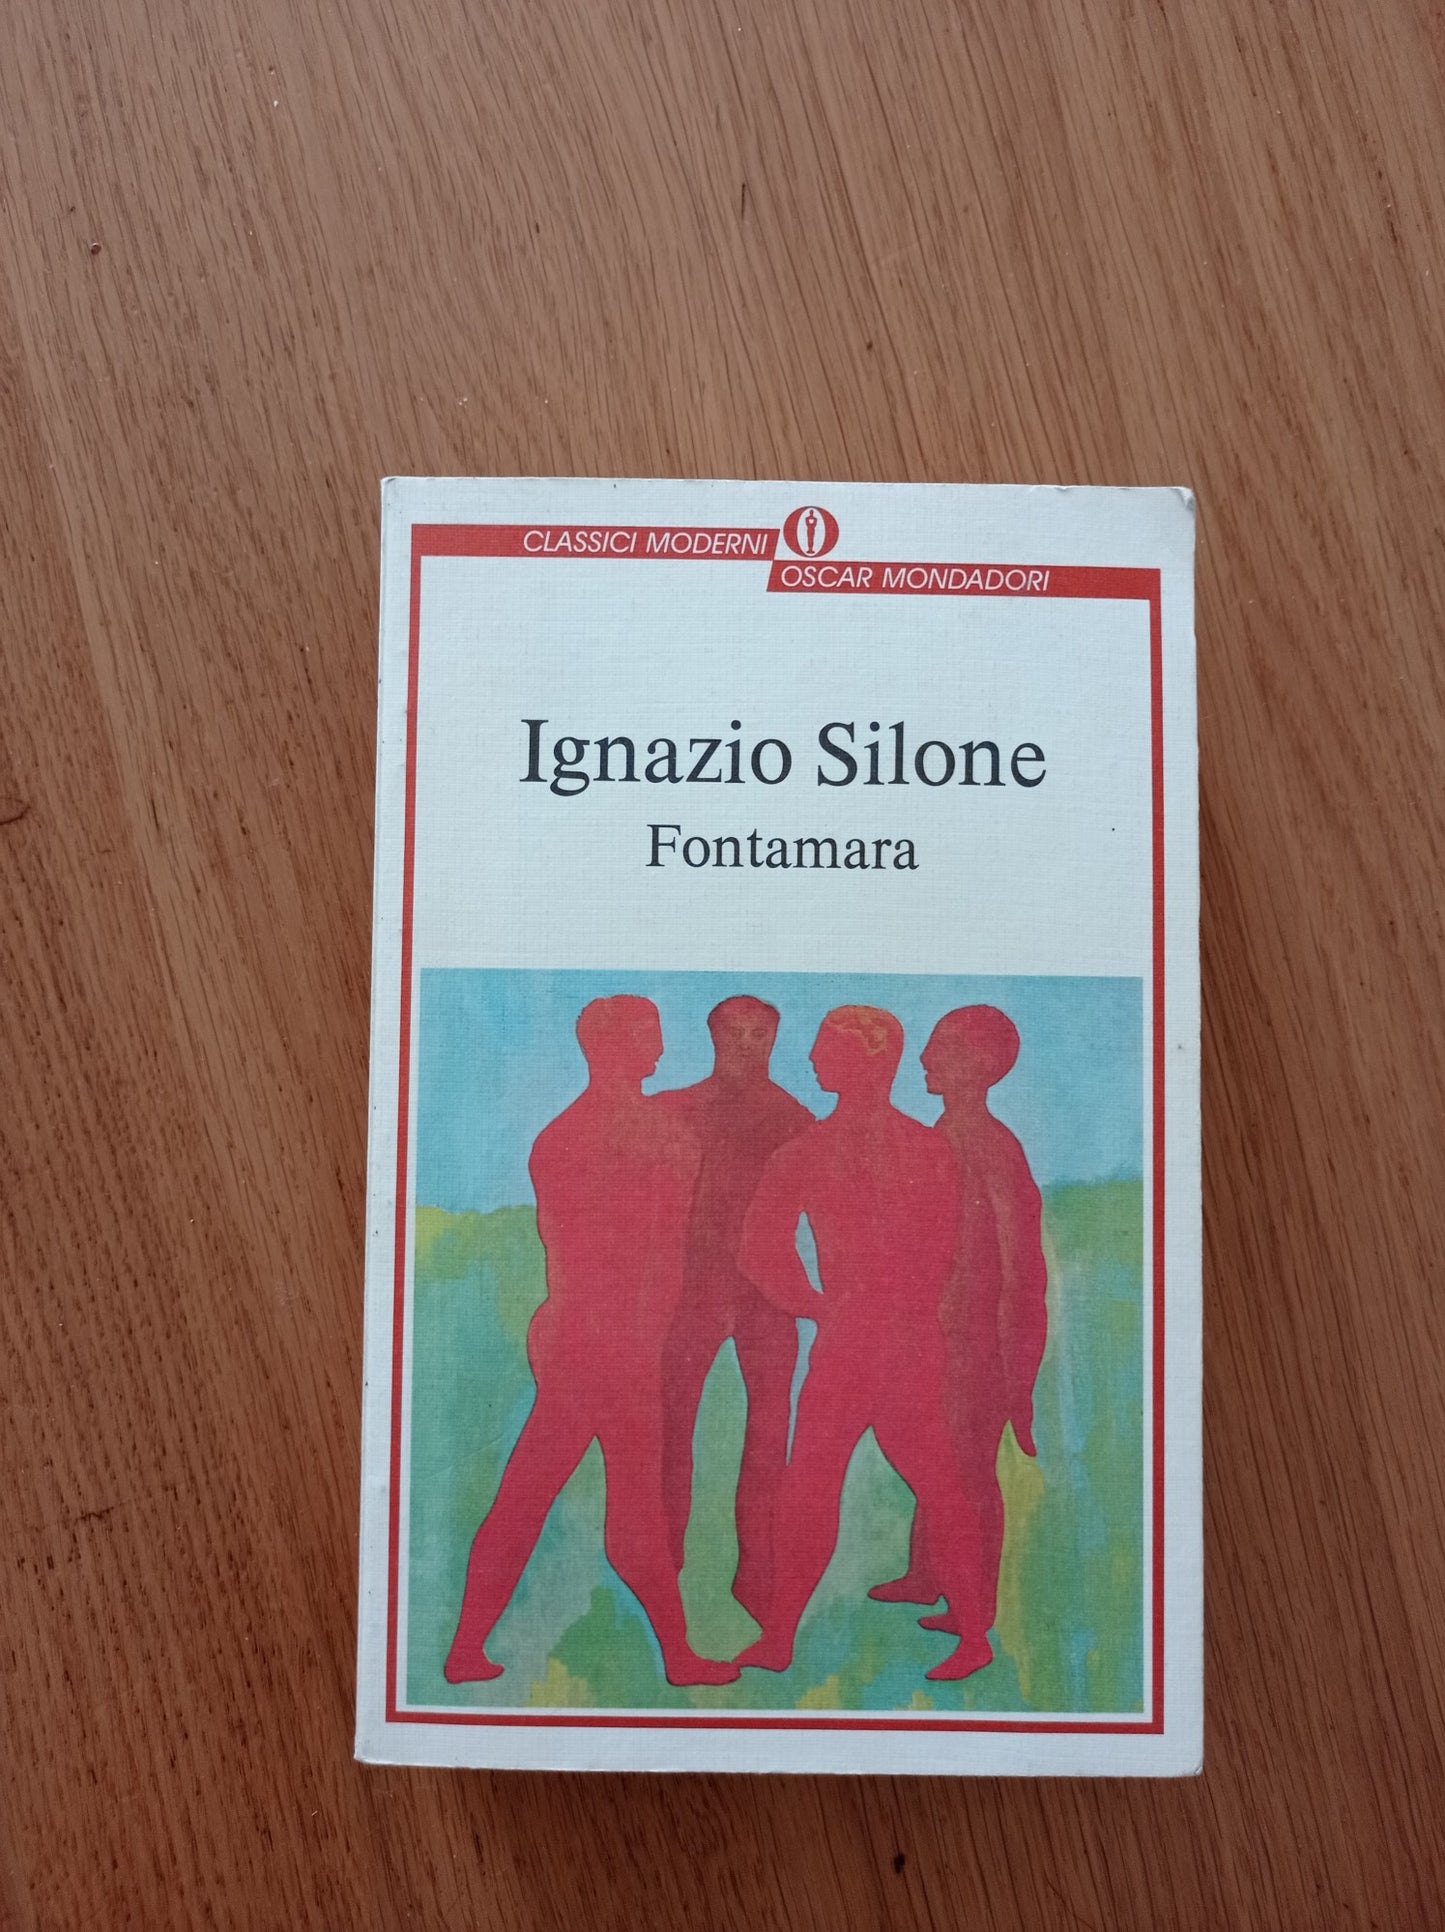 CLASSICI MODERNI
OSCAR MONDADORI
Ignazio Silone
Fontamara